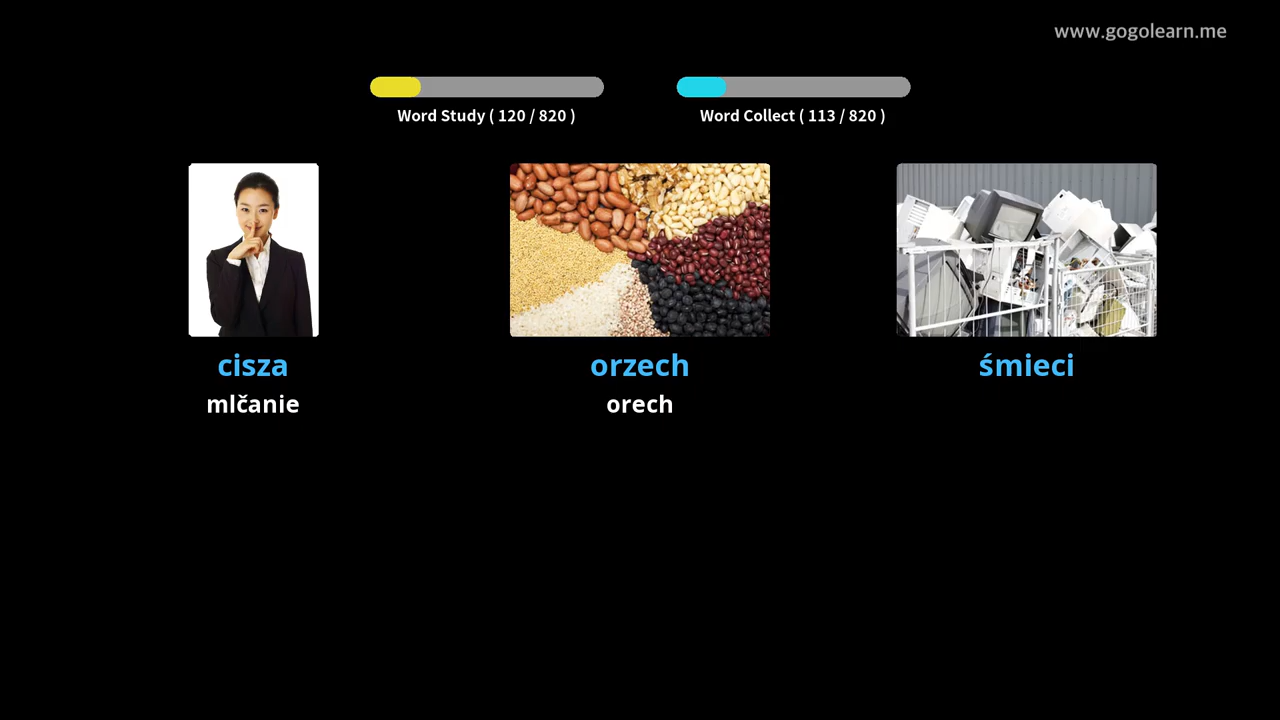 www.gogolearn.me
Word Study ( 120 / 820 )
Word Collect ( 113 / 820 )
cisza
mlčanie
orzech
orech
śmieci